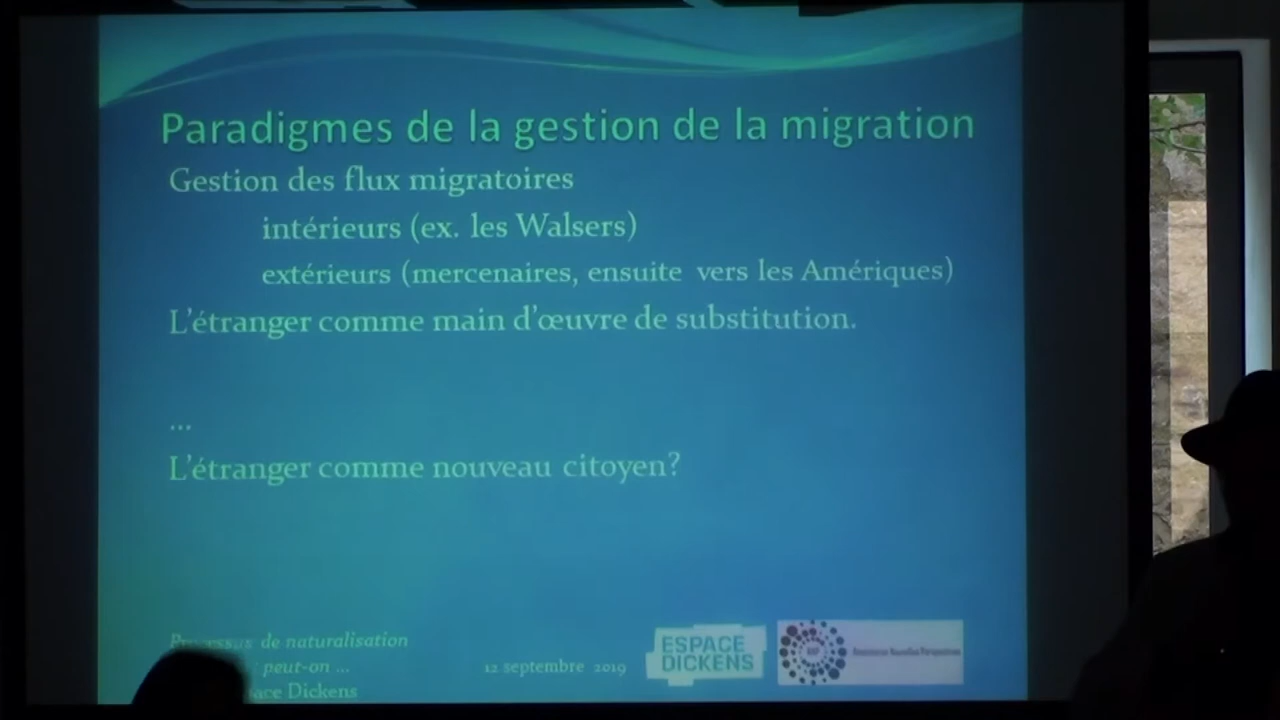 Paradigmes de la gestion de la migration
Gestion des flux migratoires
intérieurs (ex. les Walsers)
extérieurs (mercenaires, ensuite vers les Amériques)
L'étranger comme main d'œuvre de substitution.
...
L'étranger comme nouveau citoyen?
Processus de naturalisation
: peut-on ...
ace Dickens
12 septembre 2019
ESPACE
DICKENS